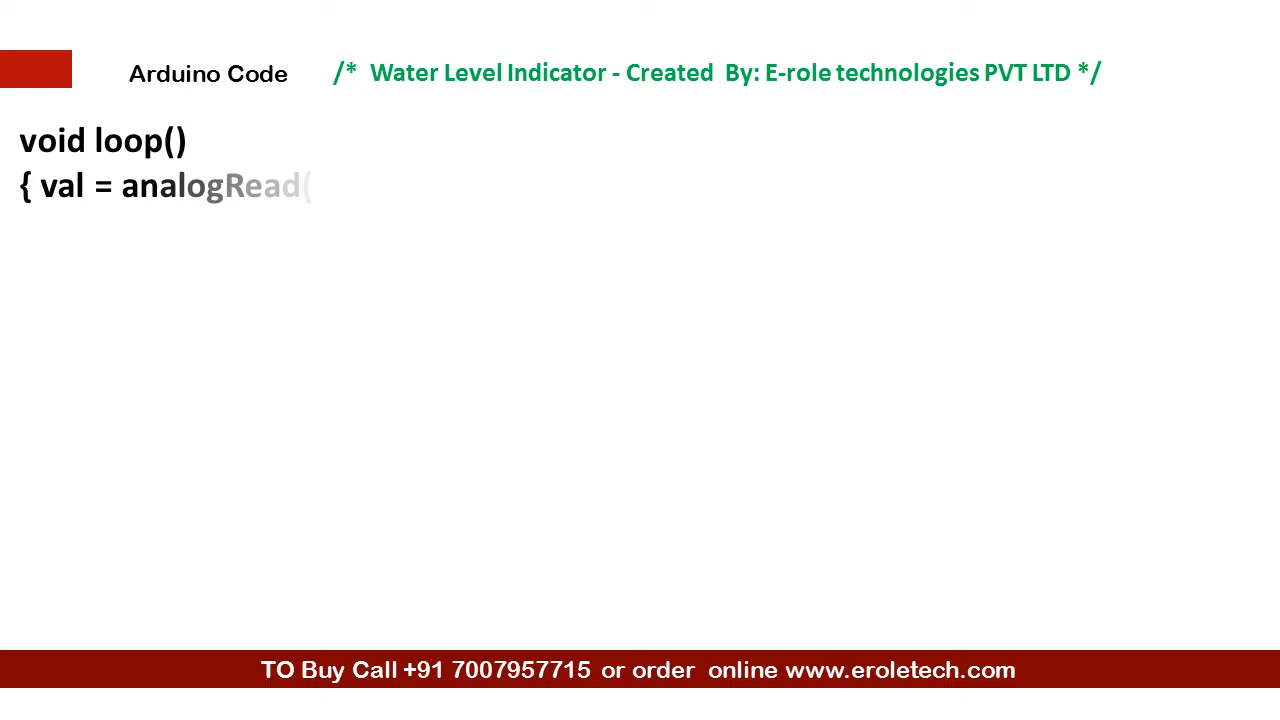 Arduino Code /* Water Level Indicator - Created By: E-role technologies PVT LTD */
void loop()
{ val = analogRead(
TO Buy Call +91 7007957715 or order online www.eroletech.com